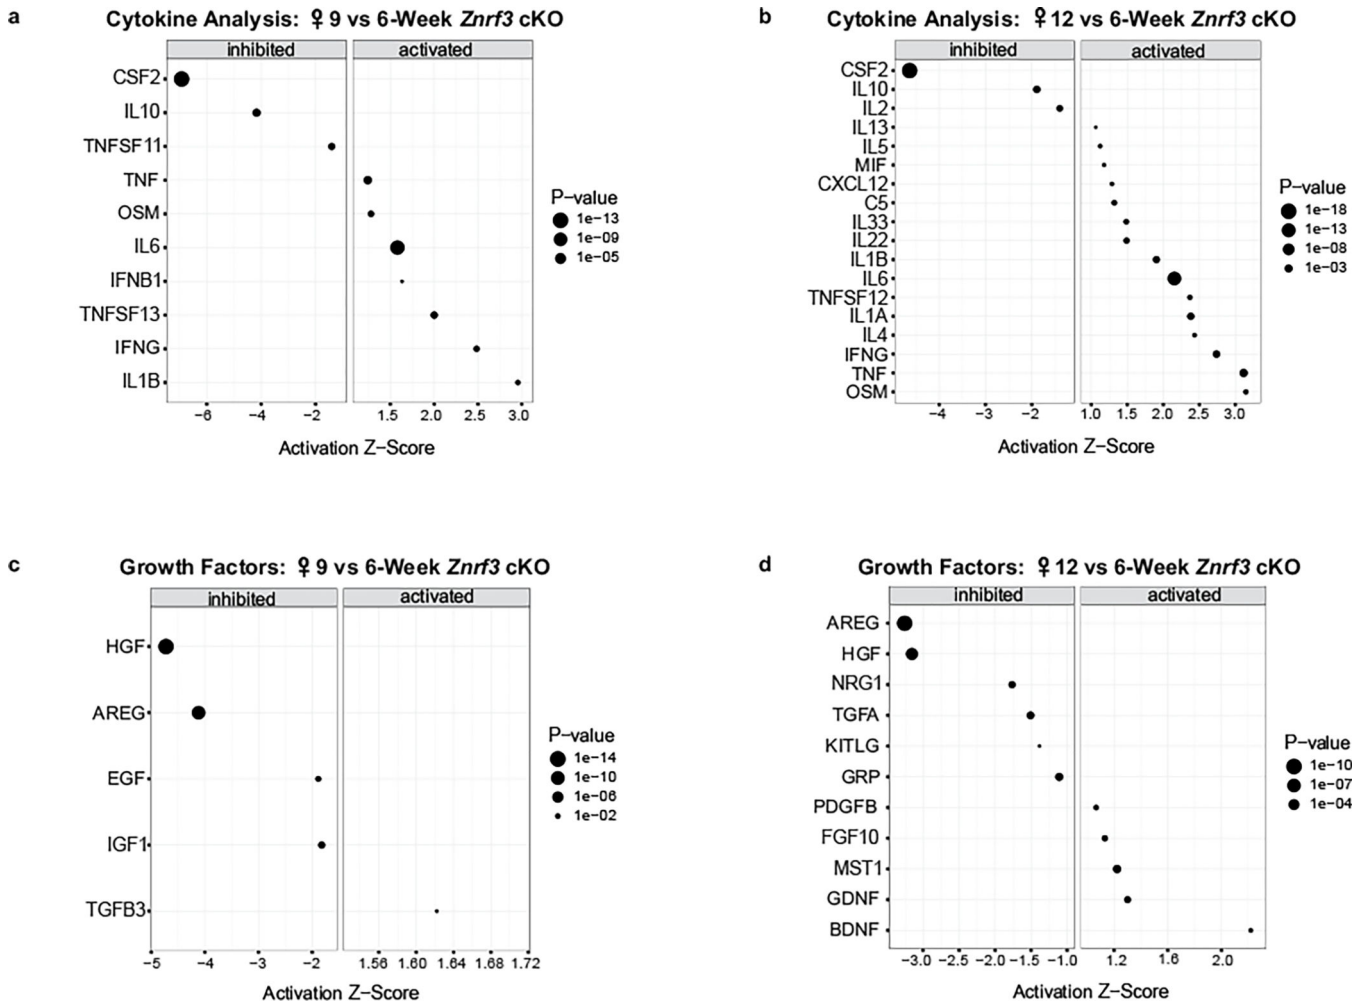 a
Cytokine Analysis: ♀ 9 vs 6-Week Znrf3 cKO
inhibited
activated
CSF2
IL10
TNFSF11
TNF
OSM
IL6
IFNB1
TNFSF13
IFNG
IL1B
−6 −4 −2
1.5 2.0 2.5 3.0
Activation Z−Score
P−value
1e−13
1e−09
1e−05
b
Cytokine Analysis: ♀ 12 vs 6-Week Znrf3 cKO
inhibited
activated
CSF2
IL10
IL2
IL13
IL5
MIF
CXCL12
C5
IL33
IL22
IL1B
IL6
TNFSF12
IL1A
IL4
IFNG
TNF
OSM
−4 −3 −2
1.0 1.5 2.0 2.5 3.0
Activation Z−Score
P−value
1e−18
1e−13
1e−08
1e−03
c
Growth Factors: ♀ 9 vs 6-Week Znrf3 cKO
inhibited
activated
HGF
AREG
EGF
IGF1
TGFB3
−5 −4 −3 −2
1.56 1.60 1.64 1.68 1.72
Activation Z−Score
P−value
1e−14
1e−10
1e−06
1e−02
d
Growth Factors: ♀ 12 vs 6-Week Znrf3 cKO
inhibited
activated
AREG
HGF
NRG1
TGFA
KITLG
GRP
PDGFB
FGF10
MST1
GDNF
BDNF
−3.0 −2.5 −2.0 −1.5 −1.0
1.2 1.6 2.0
Activation Z−Score
P−value
1e−10
1e−07
1e−04